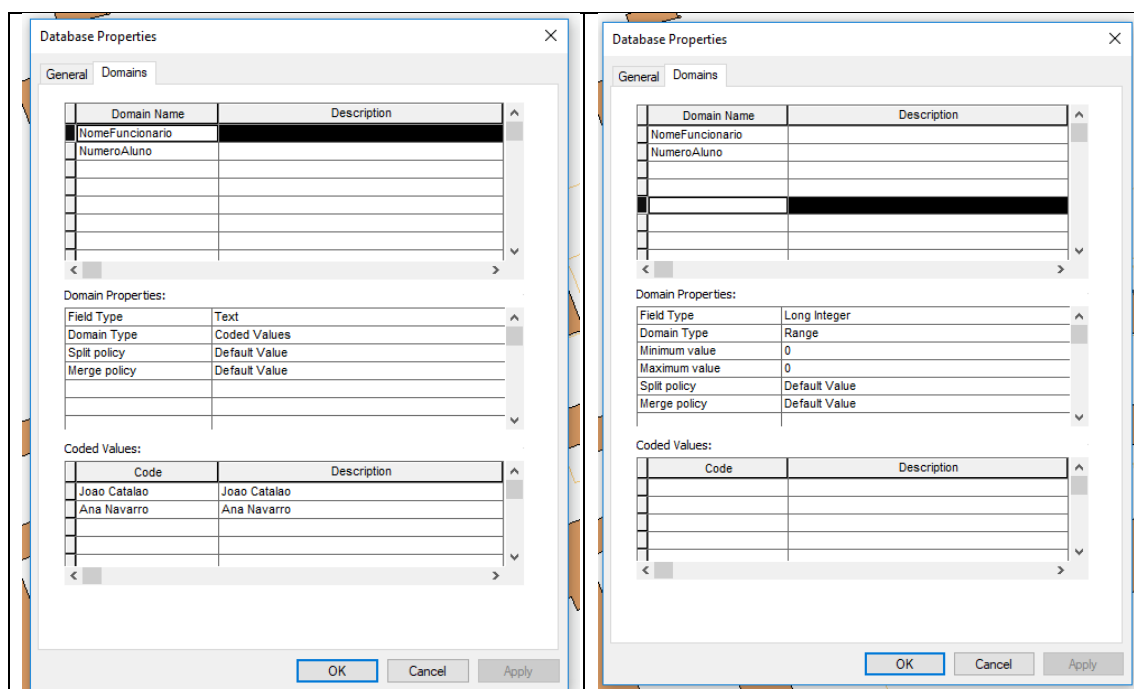 Database Properties
General Domains
Domain Name Description
NomeFuncionario
NumeroAluno
Domain Properties:
Field Type Text
Domain Type Coded Values
Split policy Default Value
Merge policy Default Value
Coded Values:
Code Description
Joao Catalao Joao Catalao
Ana Navarro Ana Navarro
OK Cancel Apply
Database Properties
General Domains
Domain Name Description
NomeFuncionario
NumeroAluno
Domain Properties:
Field Type Long Integer
Domain Type Range
Minimum value 0
Maximum value 0
Split policy Default Value
Merge policy Default Value
Coded Values:
Code Description
OK Cancel Apply